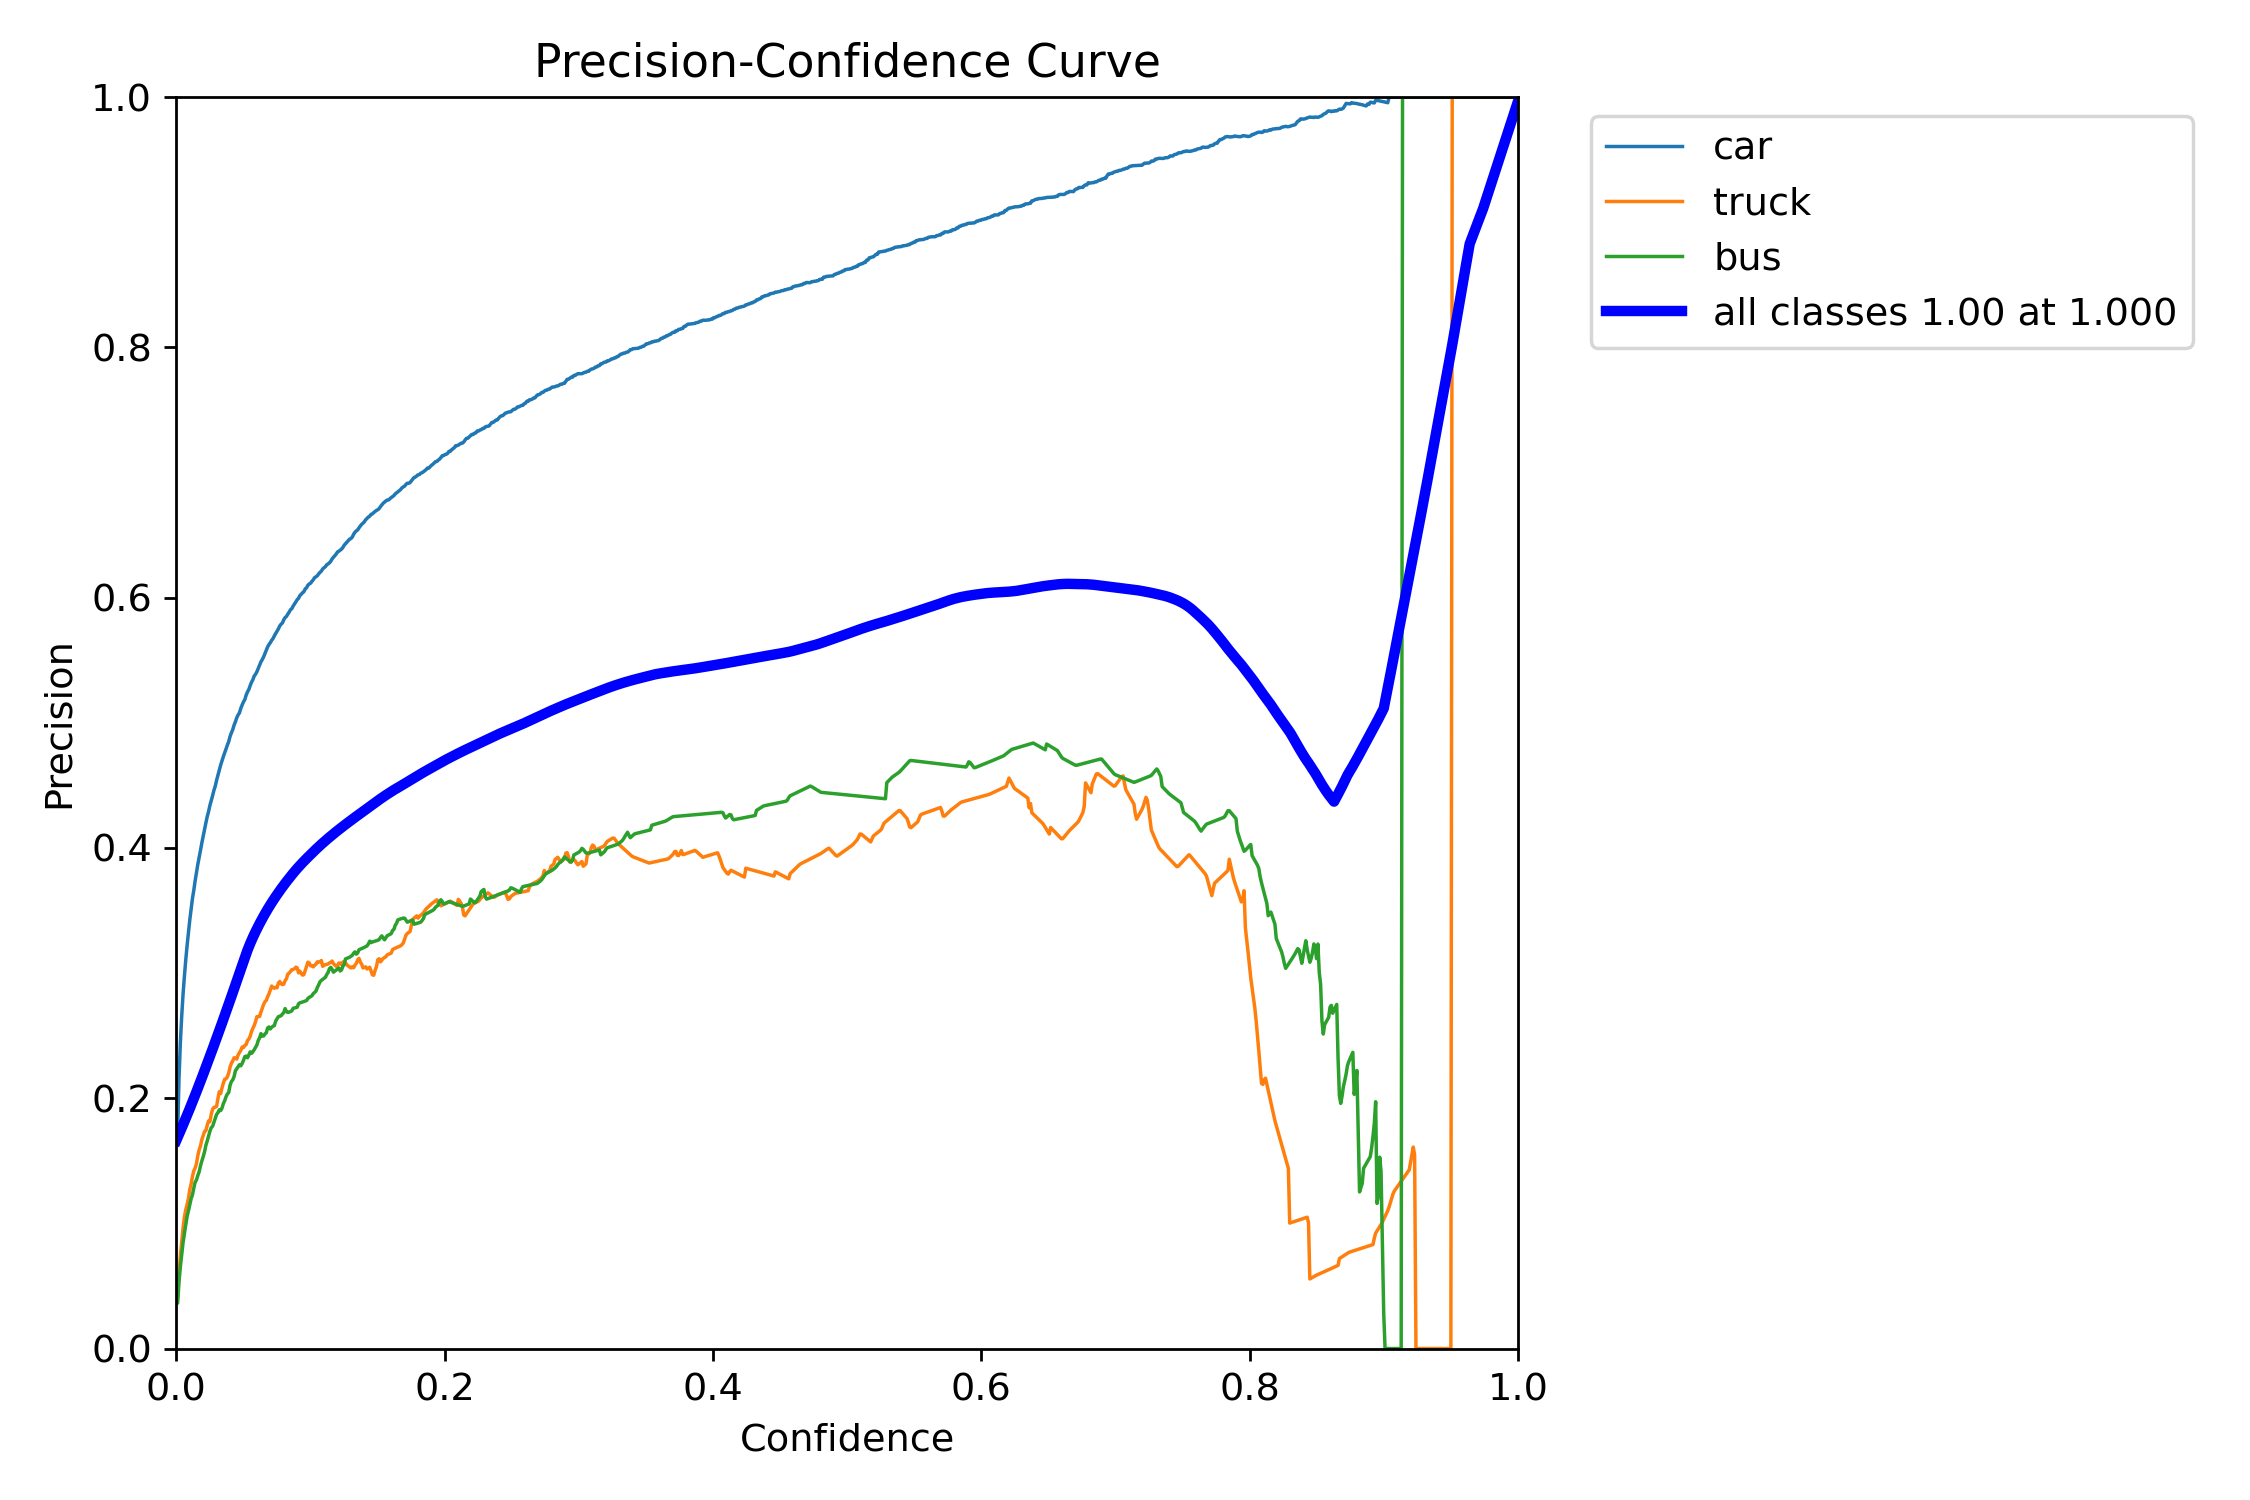 Precision-Confidence Curve
1.0
0.8
0.6
0.4
0.2
0.0
Precision
0.0 0.2 0.4 0.6 0.8 1.0
Confidence
car
truck
bus
all classes 1.00 at 1.000